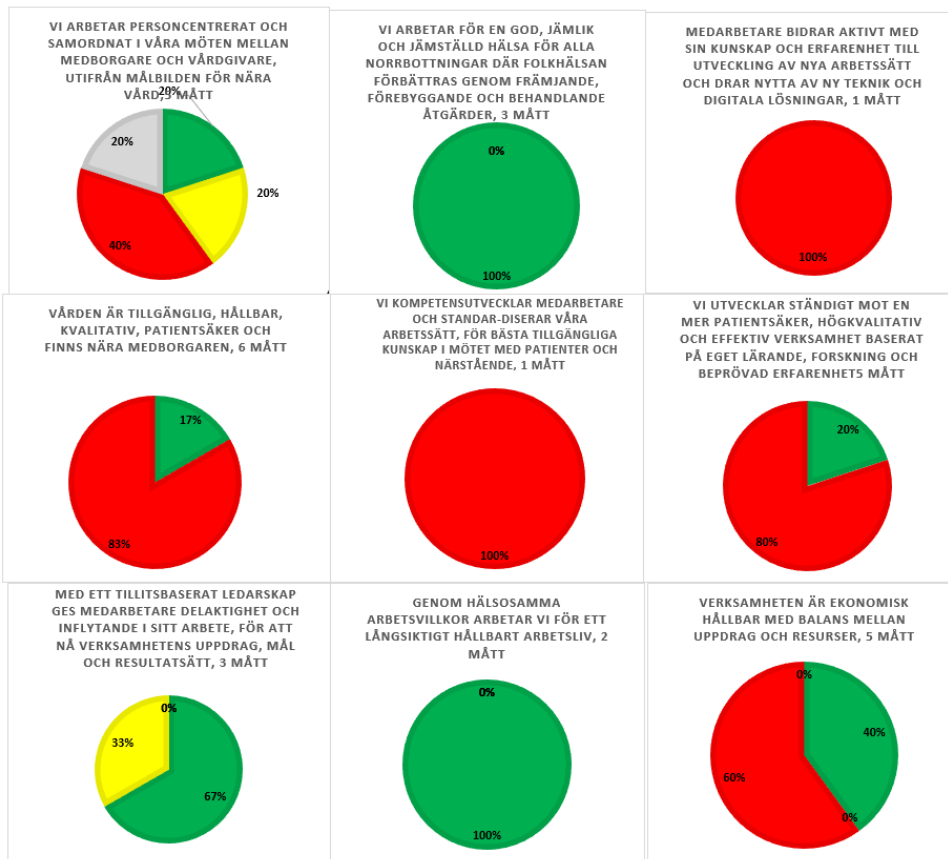 VI ARBETAR PERSONCENTRERAT OCH
SAMORDNAT I VÅRA MÖTEN MELLAN
MEDBORGARE OCH VÅRDGIVARE,
UTIFRÅN MÅLBILDEN FÖR NÄRA
VÅRD, MÅTT
20%
20%
20%
40%
VI ARBETAR FÖR EN GOD, JÄMLIK
OCH JÄMSTÄLLD HÄLSA FÖR ALLA
NORRBOTTNINGAR DÄR FOLKHÄLSAN
FÖRBÄTTRAS GENOM FRÄMJANDE,
FÖREBYGGANDE OCH BEHANDLANDE
ÅTGÄRDER, 3 MÅTT
0%
100%
MEDARBETARE BIDRAR AKTIVT MED
SIN KUNSKAP OCH ERFARENHET TILL
UTVECKLING AV NYA ARBETSSÄTT
OCH DRAR NYTTA AV NY TEKNIK OCH
DIGITALA LÖSNINGAR, 1 MÅTT
100%
VÅRDEN ÄR TILLGÄNGLIG, HÅLLBAR,
KVALITATIV, PATIENTSÄKER OCH
FINNS NÄRA MEDBORGAREN, 6 MÅTT
17%
83%
VI KOMPETENSUTVECKLAR MEDARBETARE
OCH STANDAR-DISERAR VÅRA
ARBETSSÄTT, FÖR BÄSTA TILLGÄNGLIGA
KUNSKAP I MÖTET MED PATIENTER OCH
NÄRSTÅENDE, 1 MÅTT
100%
VI UTVECKLAR STÄNDIGT MOT EN
MER PATIENTSÄKER, HÖGKVALITATIV
OCH EFFEKTIV VERKSAMHET BASERAT
PÅ EGET LÄRANDE, FORSKNING OCH
BEPRÖVAD ERFARENHET5 MÅTT
20%
80%
MED ETT TILLITSBASERAT LEDARSKAP
GES MEDARBETARE DELAKTIGHET OCH
INFLYTANDE I SITT ARBETE, FÖR ATT
NÅ VERKSAMHETENS UPPDRAG, MÅL
OCH RESULTATSÄTT, 3 MÅTT
0%
33%
67%
GENOM HÄLSOSAMMA
ARBETSVILLKOR ARBETAR VI FÖR ETT
LÅNGSIKTIGT HÅLLBART ARBETSLIV, 2
MÅTT
0%
100%
VERKSAMHETEN ÄR EKONOMISK
HÅLLBAR MED BALANS MELLAN
UPPDRAG OCH RESURSER, 5 MÅTT
0%
40%
60%
0%